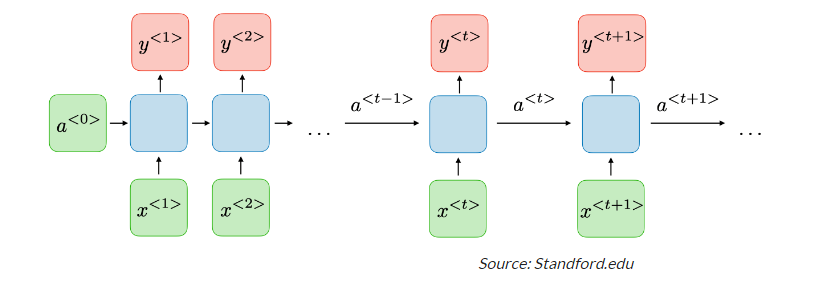 y<1> y<2> y<t> y<t+1>
a<0> ... a<t-1> a<t> a<t+1> ...
x<1> x<2> x<t> x<t+1>
Source: Standford.edu